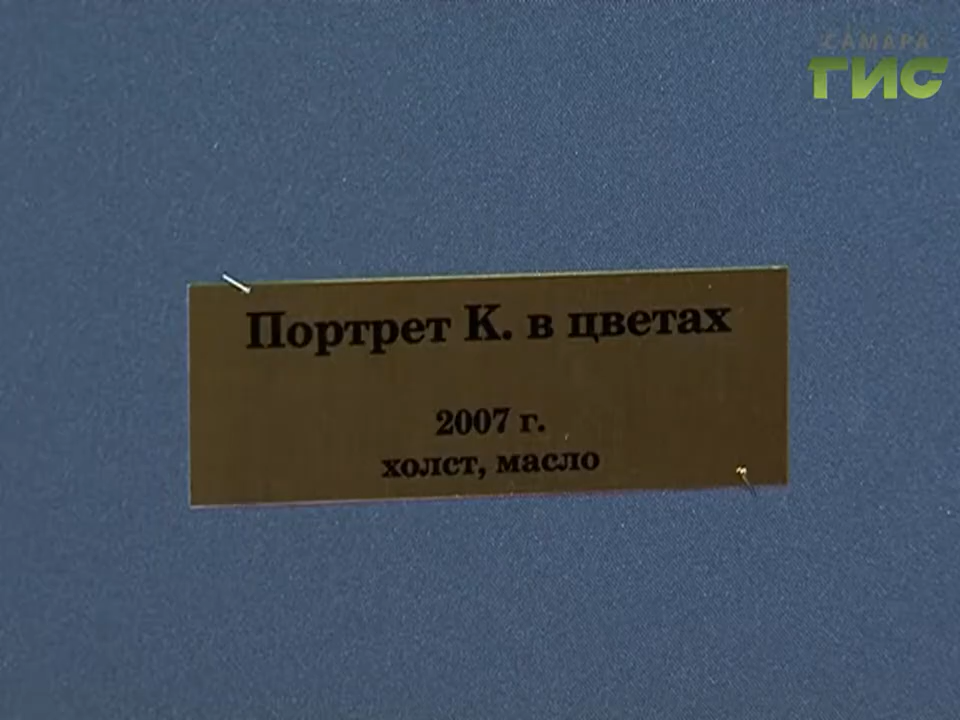 САМАРА
ГИС
Портрет К. в цветах
2007 г.
холст, масло